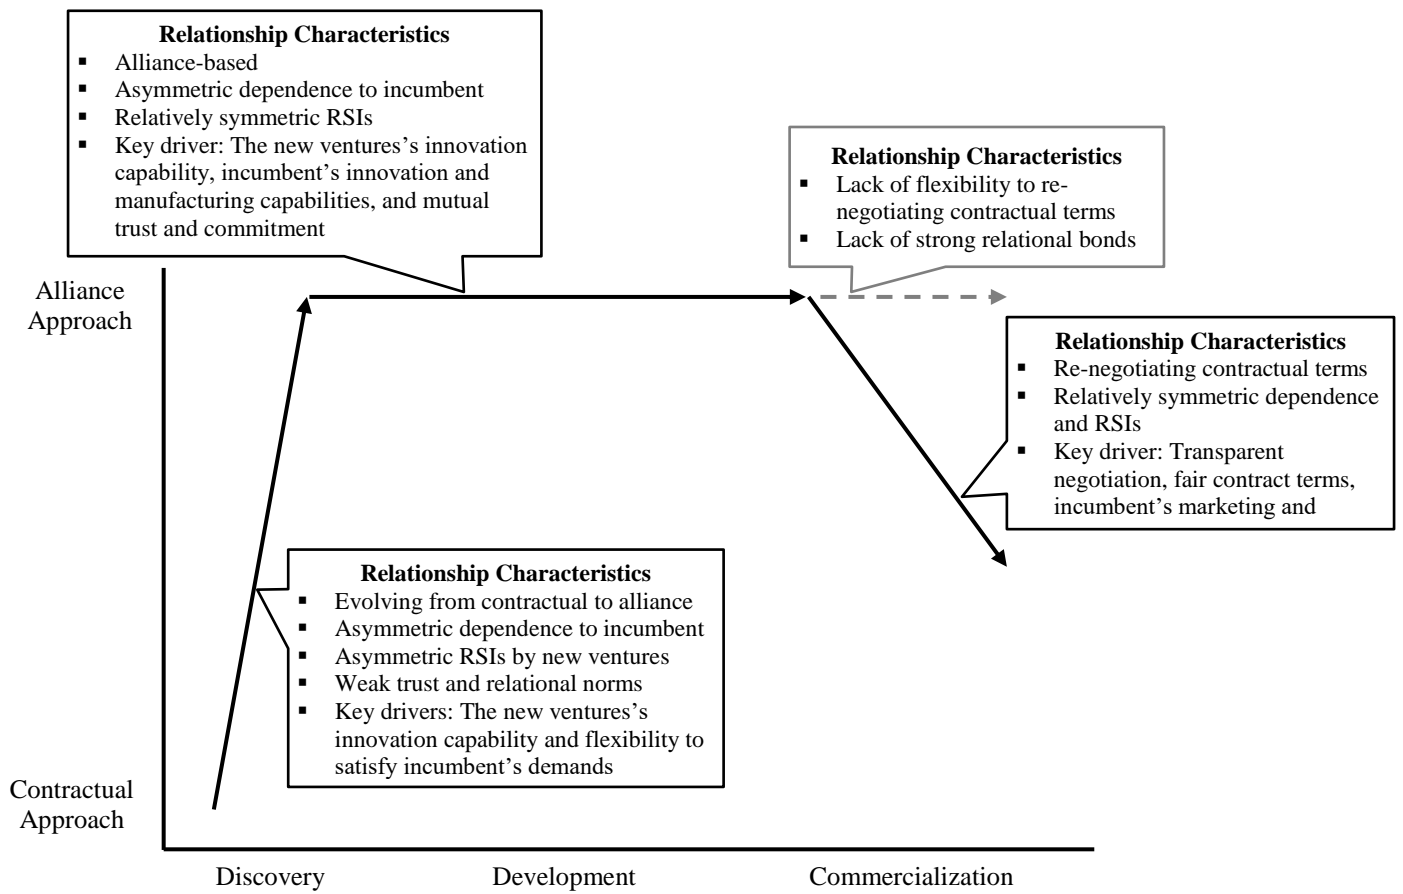 Relationship Characteristics
▪ Alliance-based
▪ Asymmetric dependence to incumbent
▪ Relatively symmetric RSIs
▪ Key driver: The new ventures's innovation
capability, incumbent's innovation and
manufacturing capabilities, and mutual
trust and commitment
Relationship Characteristics
▪ Lack of flexibility to re-
negotiating contractual terms
▪ Lack of strong relational bonds
Alliance
Approach
Relationship Characteristics
▪ Re-negotiating contractual terms
▪ Relatively symmetric dependence
and RSIs
▪ Key driver: Transparent
negotiation, fair contract terms,
incumbent's marketing and
Relationship Characteristics
▪ Evolving from contractual to alliance
▪ Asymmetric dependence to incumbent
▪ Asymmetric RSIs by new ventures
▪ Weak trust and relational norms
▪ Key drivers: The new ventures's
innovation capability and flexibility to
satisfy incumbent's demands
Contractual
Approach
Discovery
Development
Commercialization